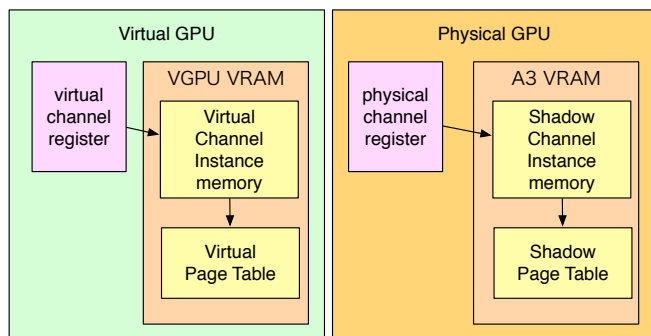 Virtual GPU
VGPU VRAM
virtual
channel
register
Virtual
Channel
Instance
memory
Virtual
Page Table
Physical GPU
A3 VRAM
physical
channel
register
Shadow
Channel
Instance
memory
Shadow
Page Table